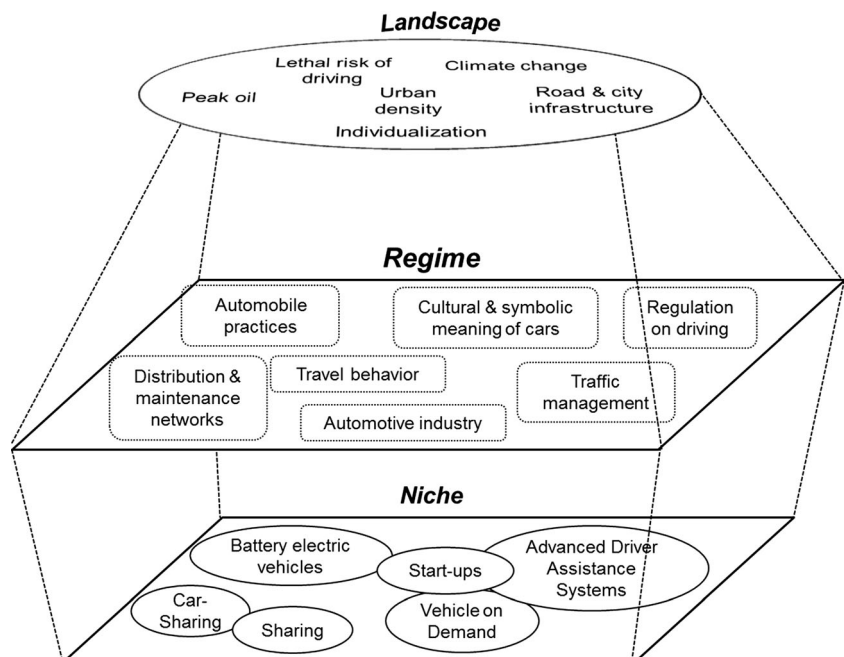 Landscape
Lethal risk of
driving
Climate change
Peak oil
Urban
density
Road & city
infrastructure
Individualization
Regime
Automobile
practices
Cultural & symbolic
meaning of cars
Regulation
on driving
Distribution &
maintenance
networks
Travel behavior
Traffic
management
Automotive industry
Niche
Battery electric
vehicles
Start-ups
Advanced Driver
Assistance
Systems
Car-
Sharing
Sharing
Vehicle on
Demand